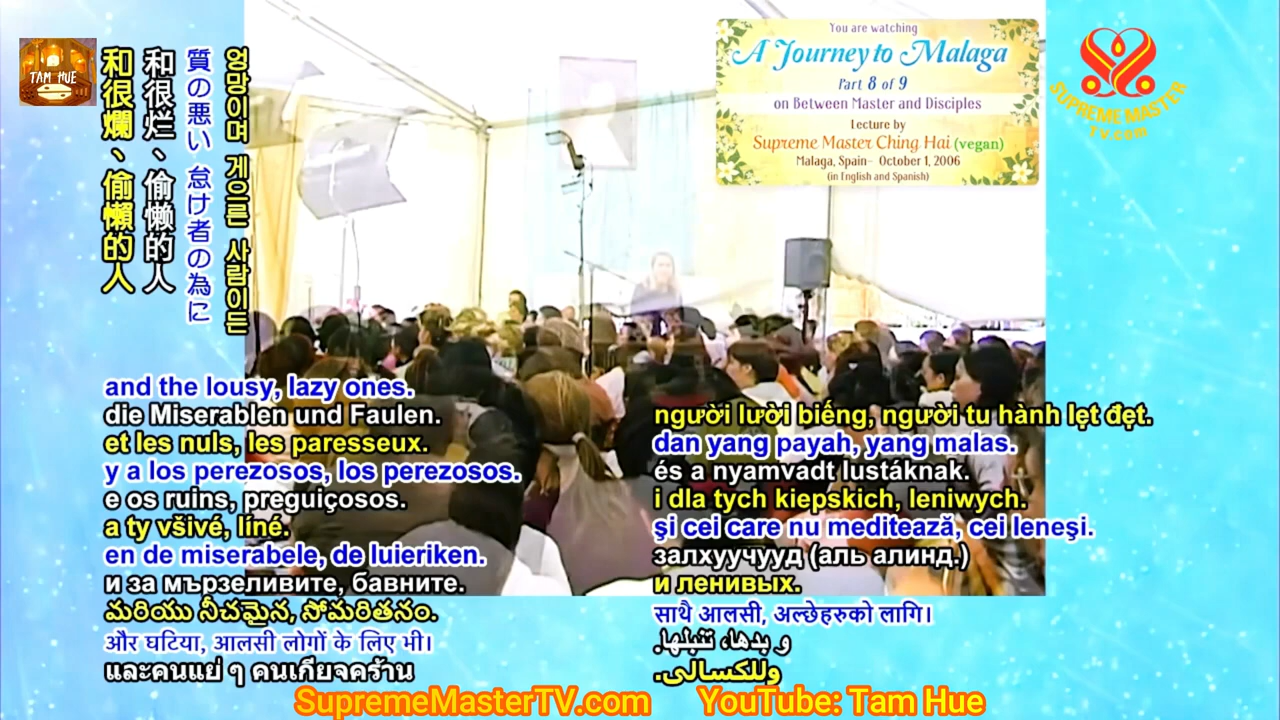 TAM HUE
和很爛、偷懶的人
和很烂、偷懒的人
質の悪い 怠け者の為に
엉망이며 게으른 사람이든
You are watching
A Journey to Malaga
Part 8 of 9
on Between Master and Disciples
Lecture by
Supreme Master Ching Hai (vegan)
Malaga, Spain– October 1, 2006
(in English and Spanish)
SUPREME MASTER
TV.com
and the lousy, lazy ones.
die Miserablen und Faulen.
et les nuls, les paresseux.
y a los perezosos, los perezosos.
e os ruins, preguiçosos.
a ty všivé, líné.
en de miserabele, de luieriken.
и за мързеливите, бавните.
మరియు నీచమైన, సోమరితనం.
और घटिया, आलसी लोगों के लिए भी।
และคนแย่ ๆ คนเกียจคร้าน
người lười biếng, người tu hành lẹt đẹt.
dan yang payah, yang malas.
és a nyamvadt lustáknak.
i dla tych kiepskich, leniwych.
şi cei care nu meditează, cei leneşi.
залхуучууд (аль алинд.)
и ленивых.
साथै आलसी, अल्छेहरुको लागि।
و بدها، تنبلها.
وللكسالى.
SupremeMasterTV.com YouTube: Tam Hue